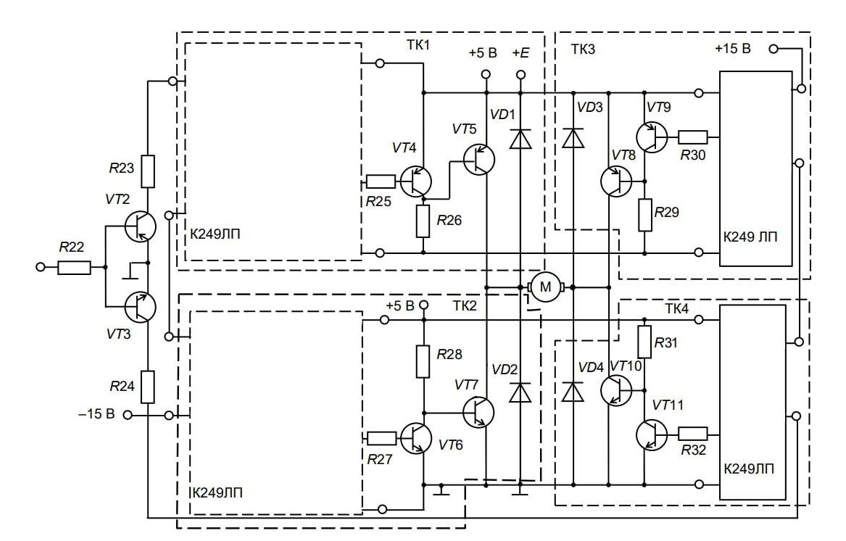 ТК1
+5 В
+E
ТК3
+15 В
VD1
VD3
VT9
VT5
VT4
R30
VT8
R23
R25
VT2
R26
R29
К249ЛП
К249 ЛП
R22
М
+5 В
ТК2
ТК4
VT3
R31
R28
R24
VD2
VD4
VT10
VT7
–15 В
VT11
VT6
R27
R32
К249ЛП
К249ЛП